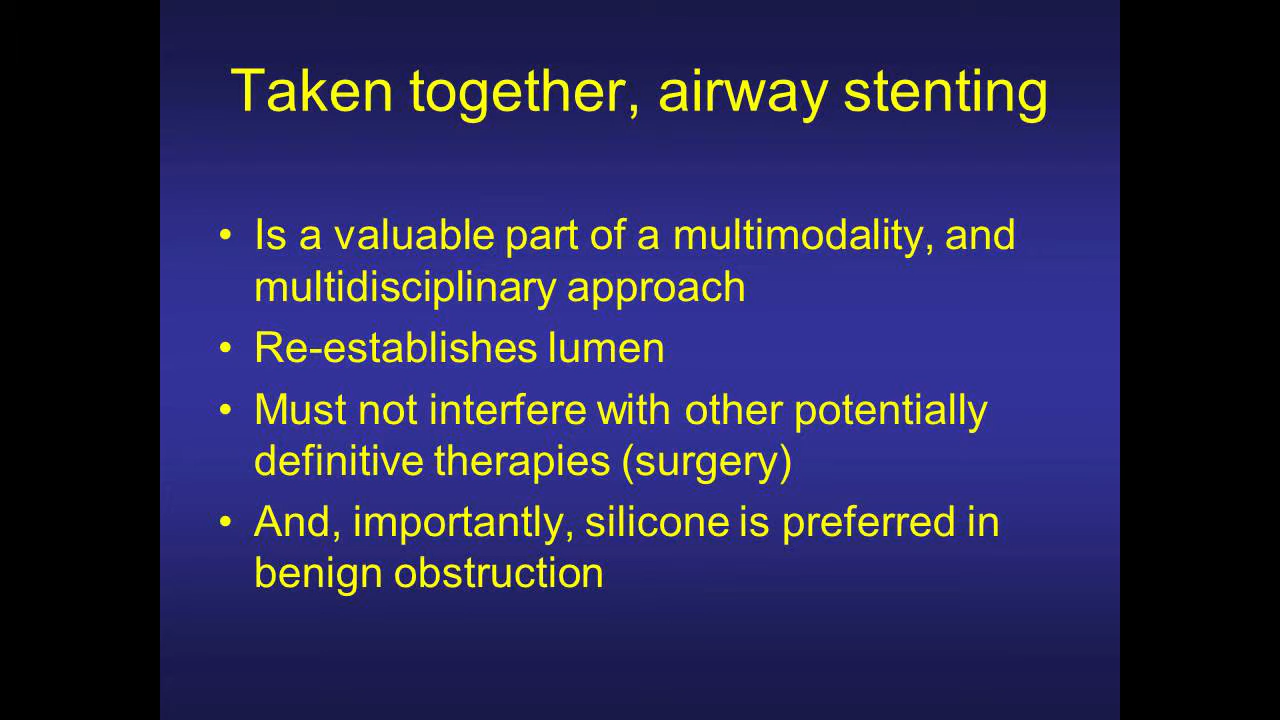 Taken together, airway stenting
• Is a valuable part of a multimodality, and
multidisciplinary approach
• Re-establishes lumen
• Must not interfere with other potentially
definitive therapies (surgery)
• And, importantly, silicone is preferred in
benign obstruction